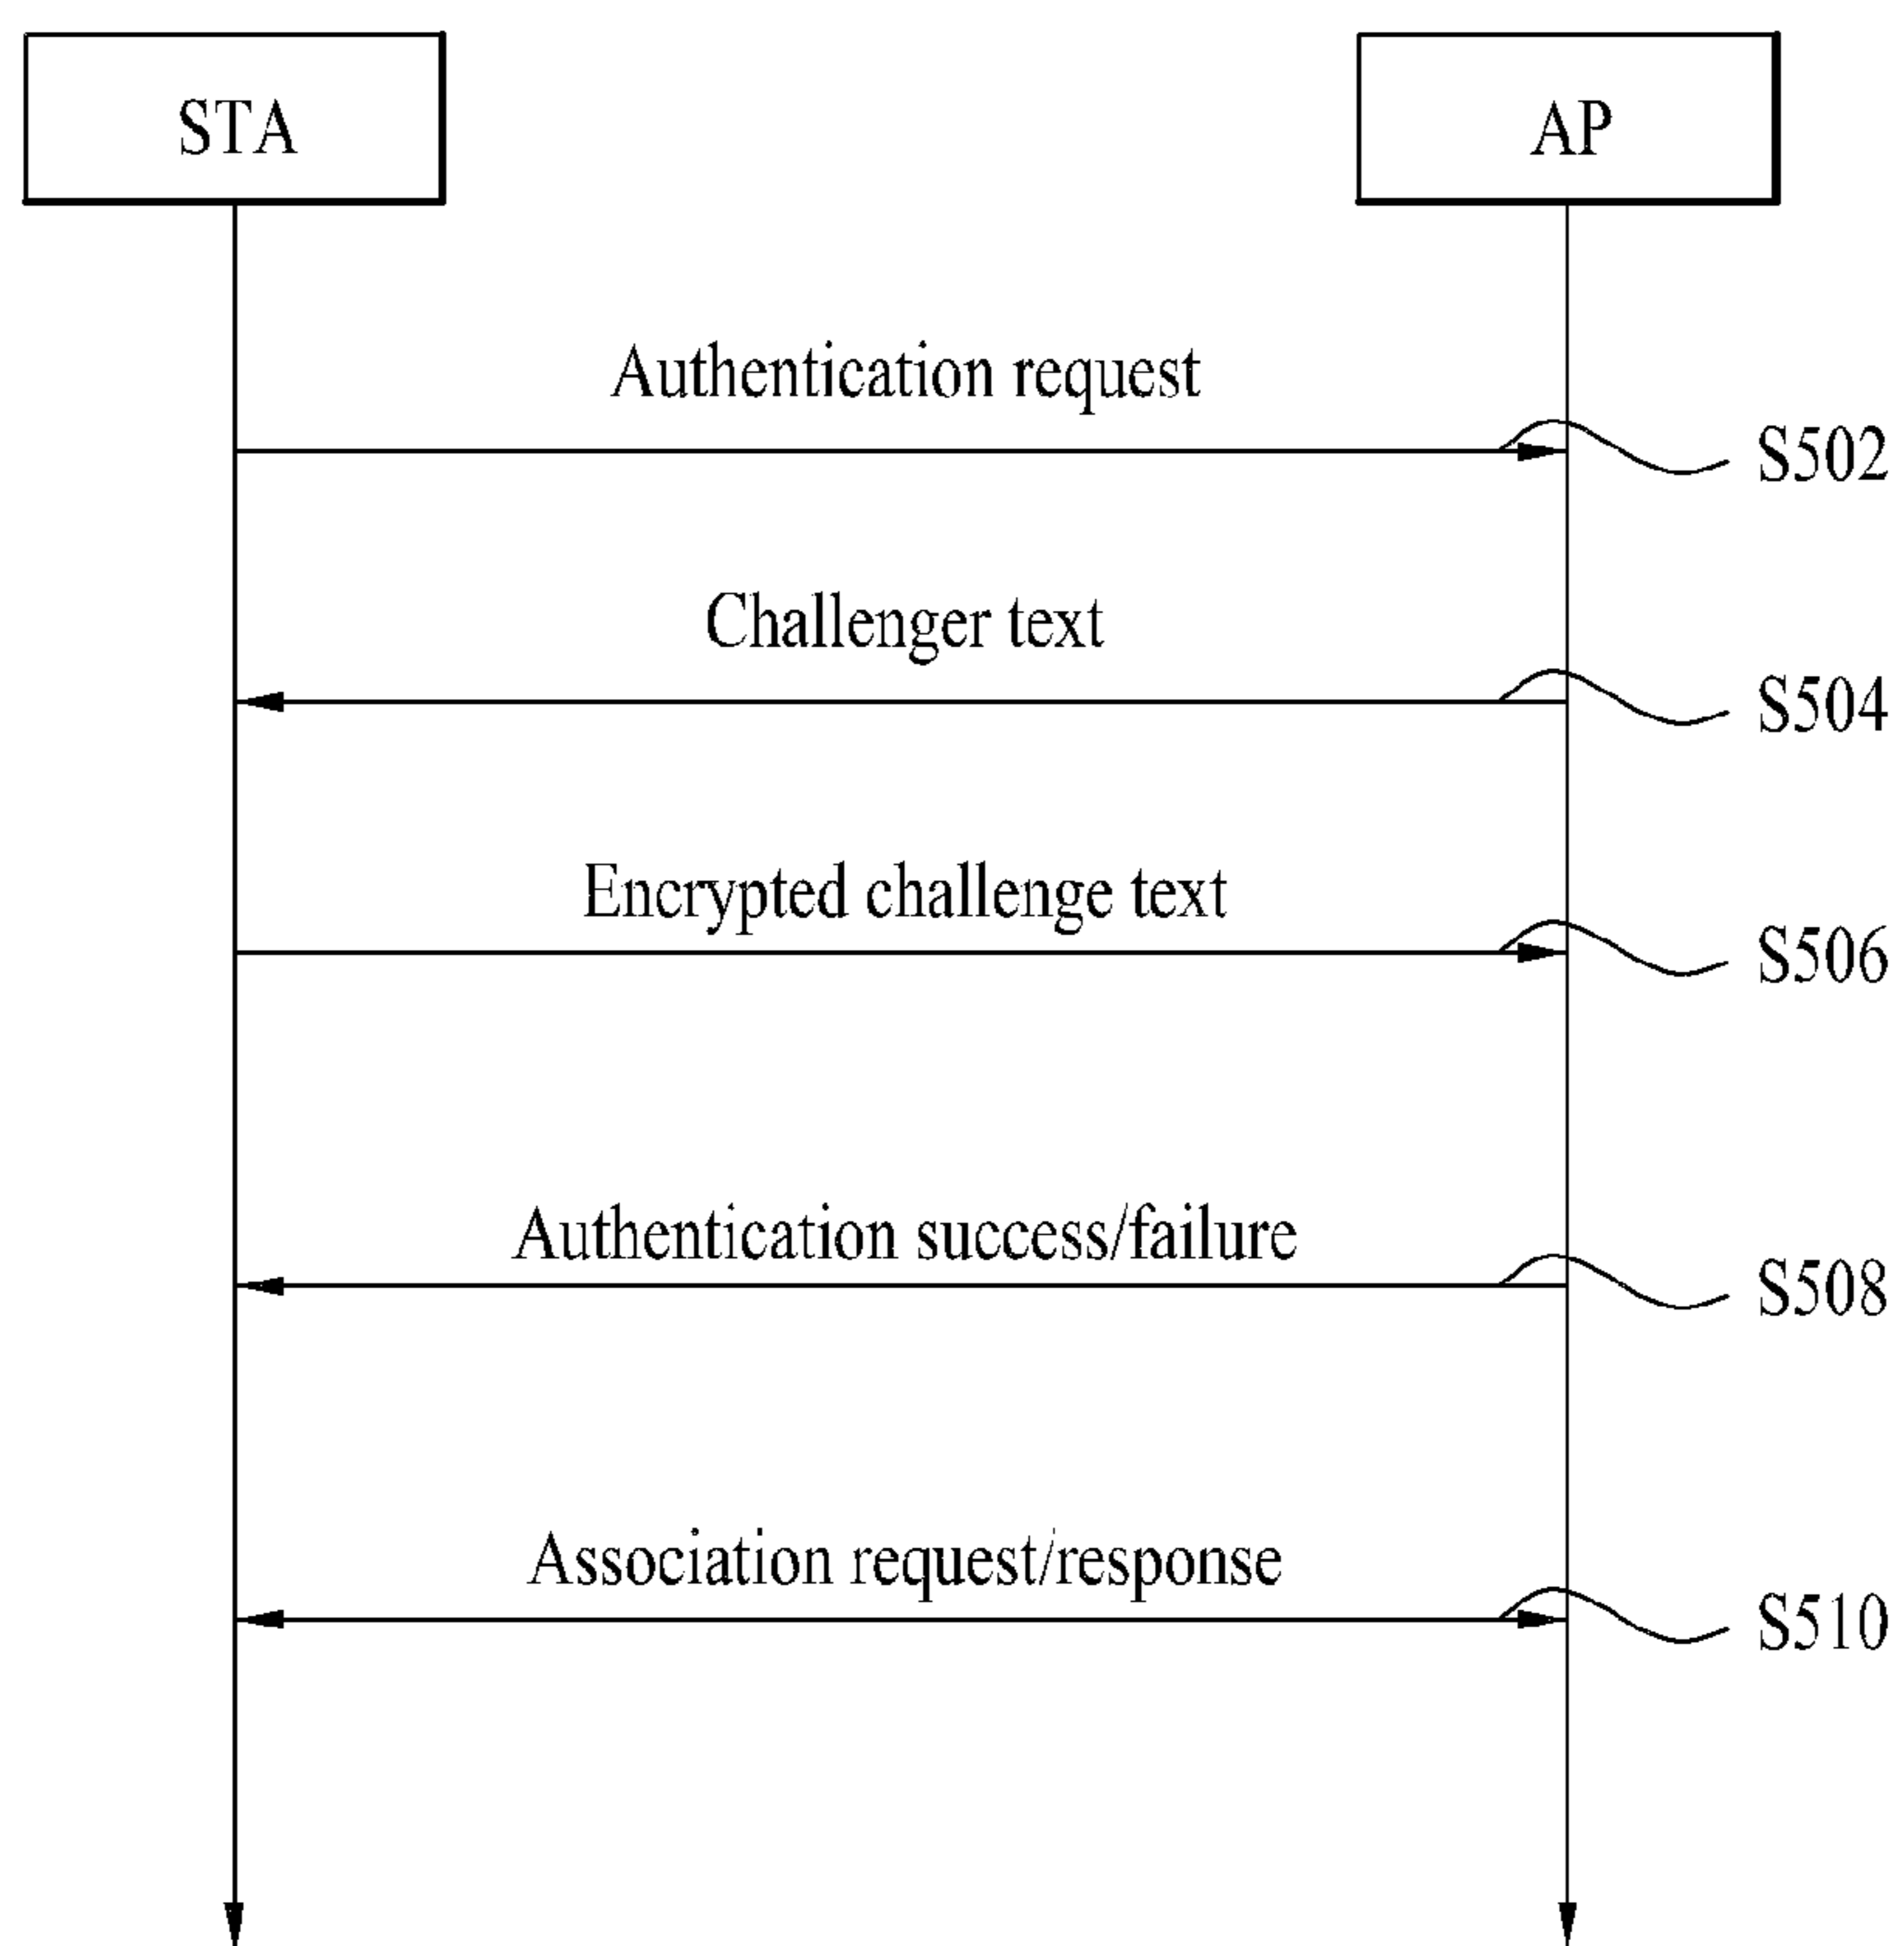 STA
AP
Authentication request
S502
Challenger text
S504
Encrypted challenge text
S506
Authentication success/failure
S508
Association request/response
S510